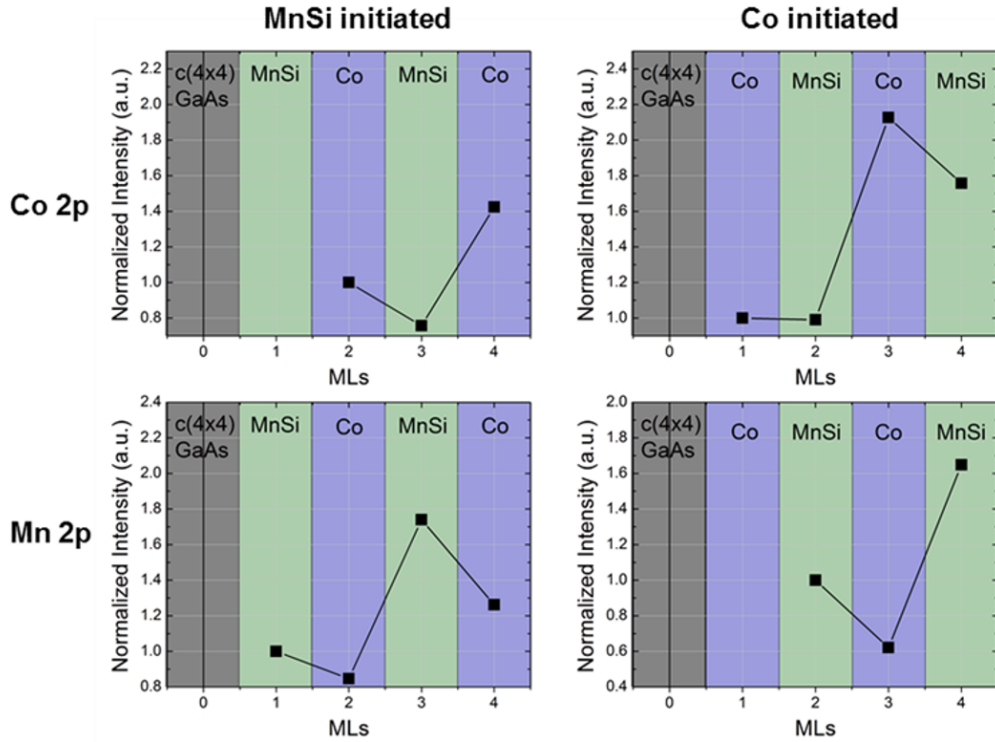 MnSi initiated
Co initiated
Co 2p
Normalized Intensity (a.u.)
2.2
2.0
1.8
1.6
1.4
1.2
1.0
0.8
c(4x4)
GaAs
MnSi
Co
MnSi
Co
0
1
2
3
4
MLs
Normalized Intensity (a.u.)
2.4
2.2
2.0
1.8
1.6
1.4
1.2
1.0
c(4x4)
GaAs
Co
MnSi
Co
MnSi
0
1
2
3
4
MLs
Mn 2p
Normalized Intensity (a.u.)
2.4
2.2
2.0
1.8
1.6
1.4
1.2
1.0
0.8
c(4x4)
GaAs
MnSi
Co
MnSi
Co
0
1
2
3
4
MLs
Normalized Intensity (a.u.)
2.0
1.8
1.6
1.4
1.2
1.0
0.8
0.6
0.4
c(4x4)
GaAs
Co
MnSi
Co
MnSi
0
1
2
3
4
MLs